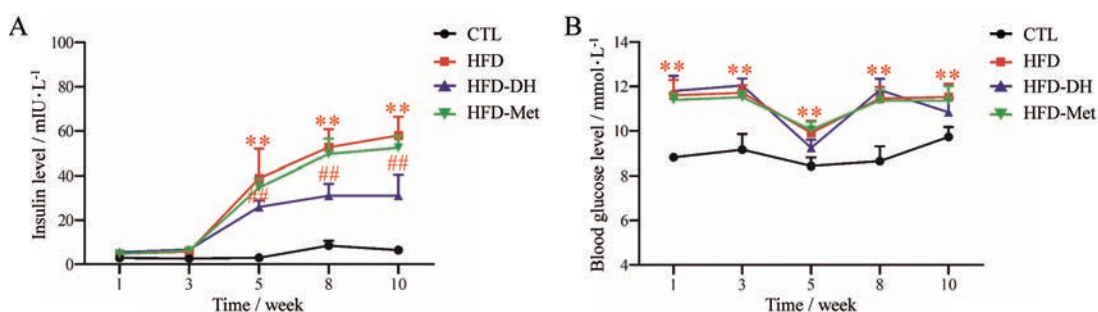 A
Insulin level / mIU·L⁻¹
100
80
60
40
20
0
**
**
**
##
##
##
1 3 5 8 10
Time / week
CTL
HFD
HFD-DH
HFD-Met
B
Blood glucose level / mmol·L⁻¹
14
12
10
8
6
4
**
**
**
**
**
1 3 5 8 10
Time / week
CTL
HFD
HFD-DH
HFD-Met